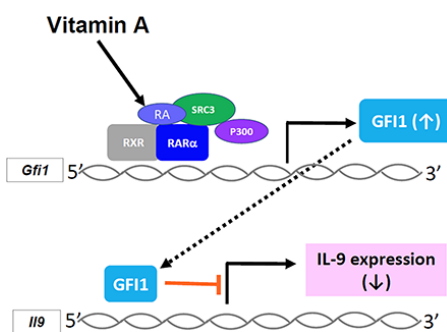 Vitamin A
RA
SRC3
P300
RXR
RARα
GFI1 (↑)
Gfi1
5’
3’
GFI1
IL-9 expression
(↓)
Il9
5’
3’